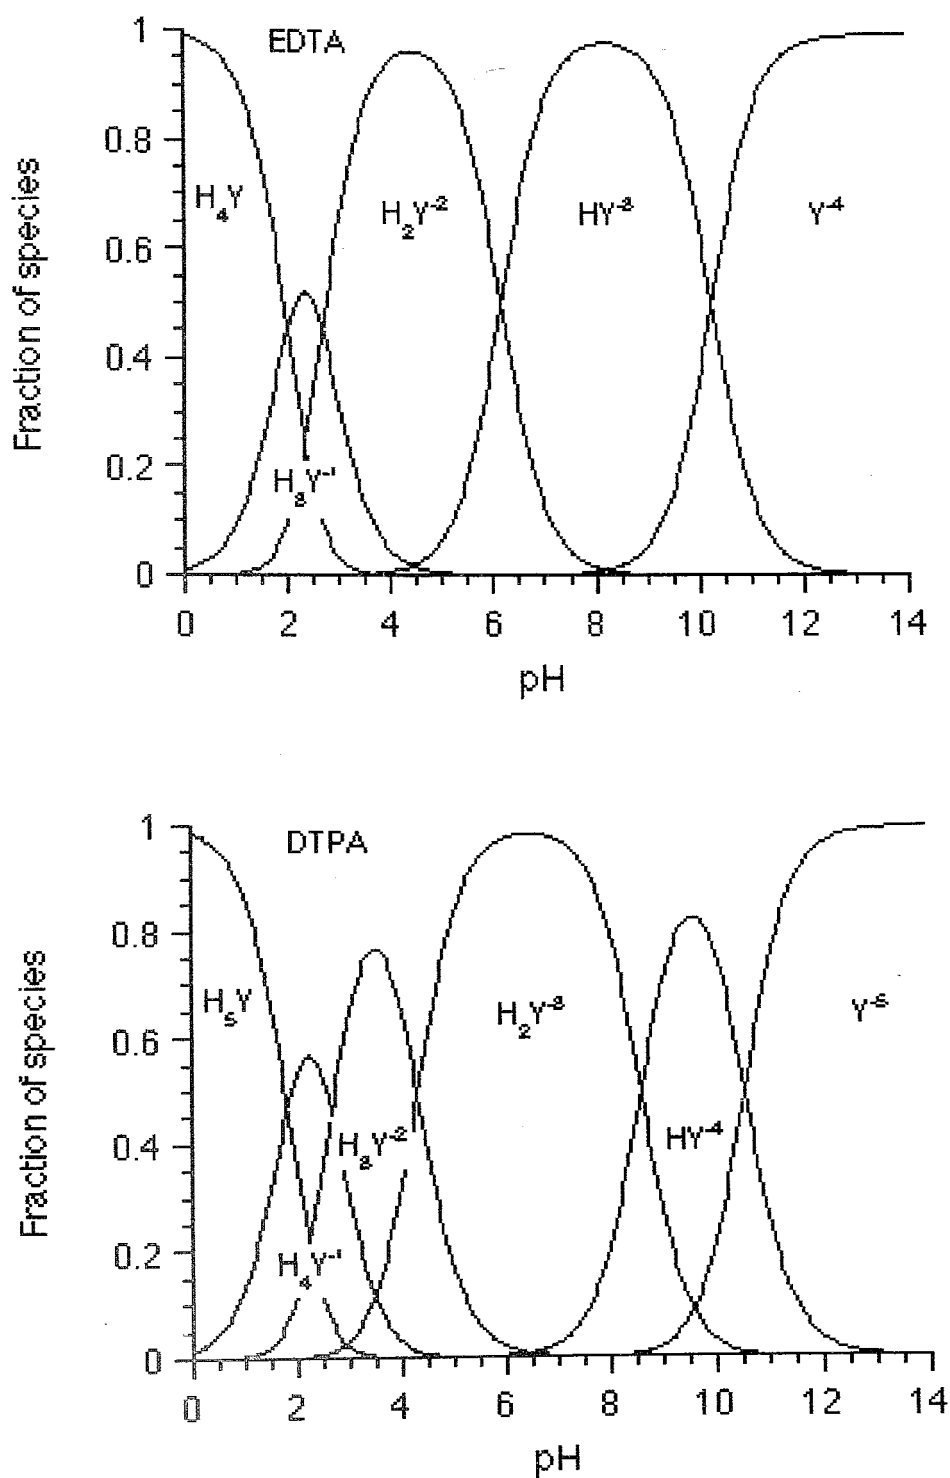 EDTA
1
0.8
0.6
0.4
0.2
0
Fraction of species
H₄Y
H₃Y⁻¹
H₂Y⁻²
HY⁻³
Y⁻⁴
0 2 4 6 8 10 12 14
pH
DTPA
1
0.8
0.6
0.4
0.2
0
Fraction of species
H₅Y
H₄Y⁻¹
H₃Y⁻²
H₂Y⁻³
HY⁻⁴
Y⁻⁵
0 2 4 6 8 10 12 14
pH